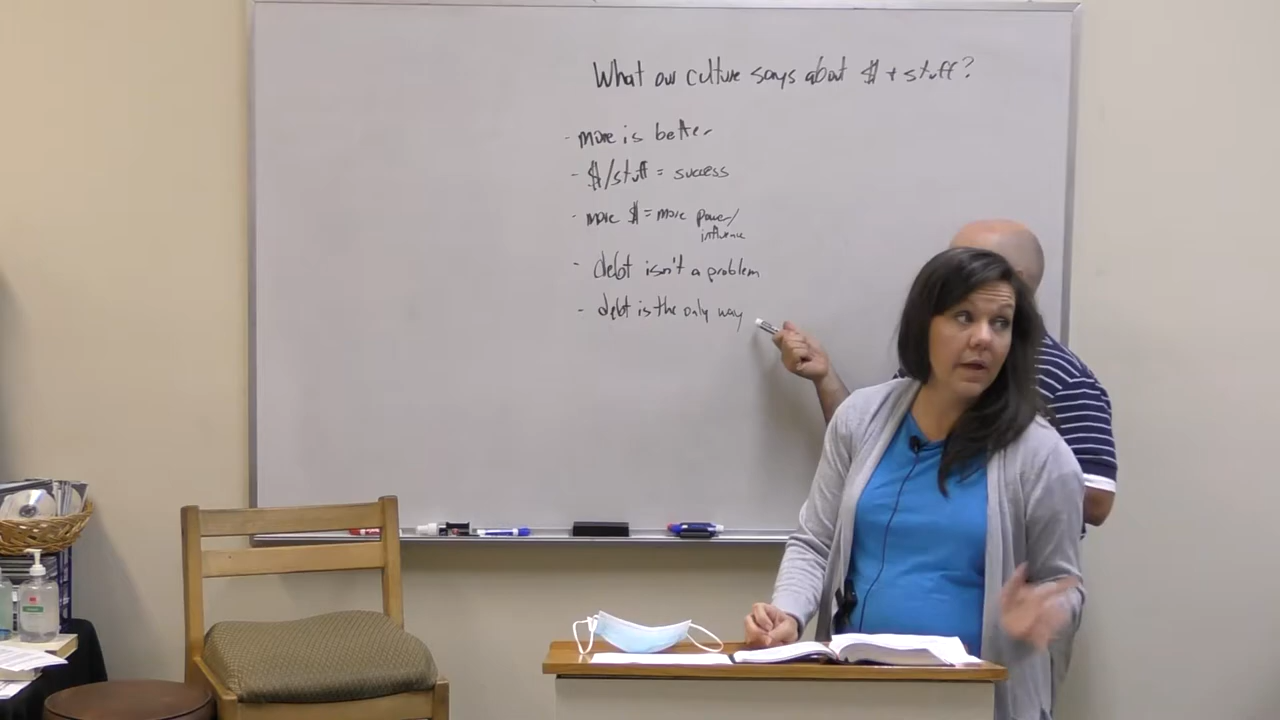 What our culture says about $ + stuff?
- more is better
- $/stuff = success
- more $ = more power/
influence
- debt isn't a problem
- debt is the only way